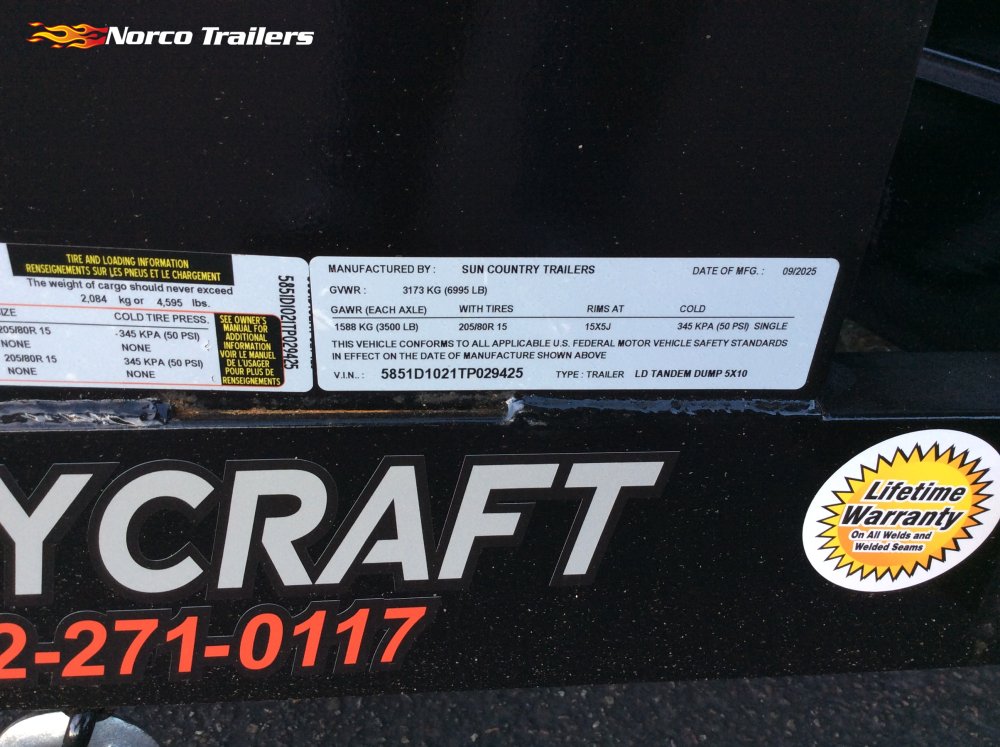 Norco Trailers
TIRE AND LOADING INFORMATION
RENSEIGNEMENTS SUR LES PNEUS ET LE CHARGEMENT
The weight of cargo should never exceed
2,084 kg or 4,595 lbs.
COLD TIRE PRESS.
205/80R 15 345 KPA (50 PSI)
NONE NONE
205/80R 15 345 KPA (50 PSI)
NONE NONE
SEE OWNER'S
MANUAL FOR
ADDITIONAL
INFORMATION
VOIR LE MANUEL
DE L'USAGER
POUR PLUS DE
RENSEIGNEMENTS
5851D1021TP029425
MANUFACTURED BY : SUN COUNTRY TRAILERS DATE OF MFG. : 09/2025
GVWR : 3173 KG (6995 LB)
GAWR (EACH AXLE) WITH TIRES RIMS AT COLD
1588 KG (3500 LB) 205/80R 15 15X5J 345 KPA (50 PSI) SINGLE
THIS VEHICLE CONFORMS TO ALL APPLICABLE U.S. FEDERAL MOTOR VEHICLE SAFETY STANDARDS
IN EFFECT ON THE DATE OF MANUFACTURE SHOWN ABOVE
V.I.N.. : 5851D1021TP029425 TYPE : TRAILER LD TANDEM DUMP 5X10
YCRAFT
2-271-0117
Lifetime
Warranty
On All Welds and
Welded Seams